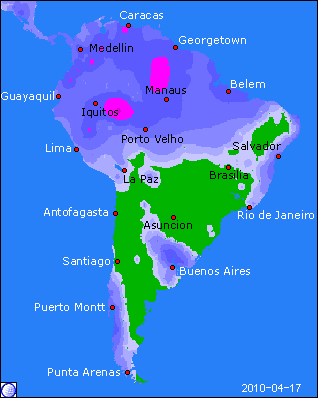 Caracas
Georgetown
Medellin
Manaus
Belem
Guayaquil
Iquitos
Porto Velho
Salvador
Lima
La Paz
Brasilia
Antofagasta
Rio de Janeiro
Asuncion
Santiago
Buenos Aires
Puerto Montt
Punta Arenas
2010-04-17